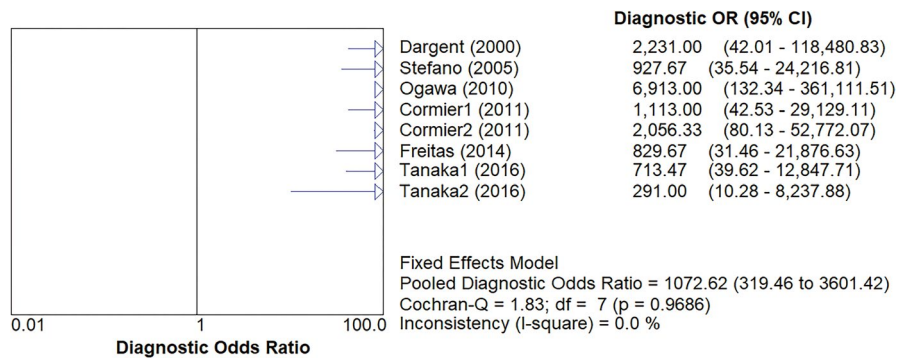 Diagnostic OR (95% CI)
Dargent (2000) 2,231.00 (42.01 - 118,480.83)
Stefano (2005) 927.67 (35.54 - 24,216.81)
Ogawa (2010) 6,913.00 (132.34 - 361,111.51)
Cormier1 (2011) 1,113.00 (42.53 - 29,129.11)
Cormier2 (2011) 2,056.33 (80.13 - 52,772.07)
Freitas (2014) 829.67 (31.46 - 21,876.63)
Tanaka1 (2016) 713.47 (39.62 - 12,847.71)
Tanaka2 (2016) 291.00 (10.28 - 8,237.88)
Fixed Effects Model
Pooled Diagnostic Odds Ratio = 1072.62 (319.46 to 3601.42)
Cochran-Q = 1.83; df = 7 (p = 0.9686)
Inconsistency (I-square) = 0.0 %
0.01 1 100.0
Diagnostic Odds Ratio